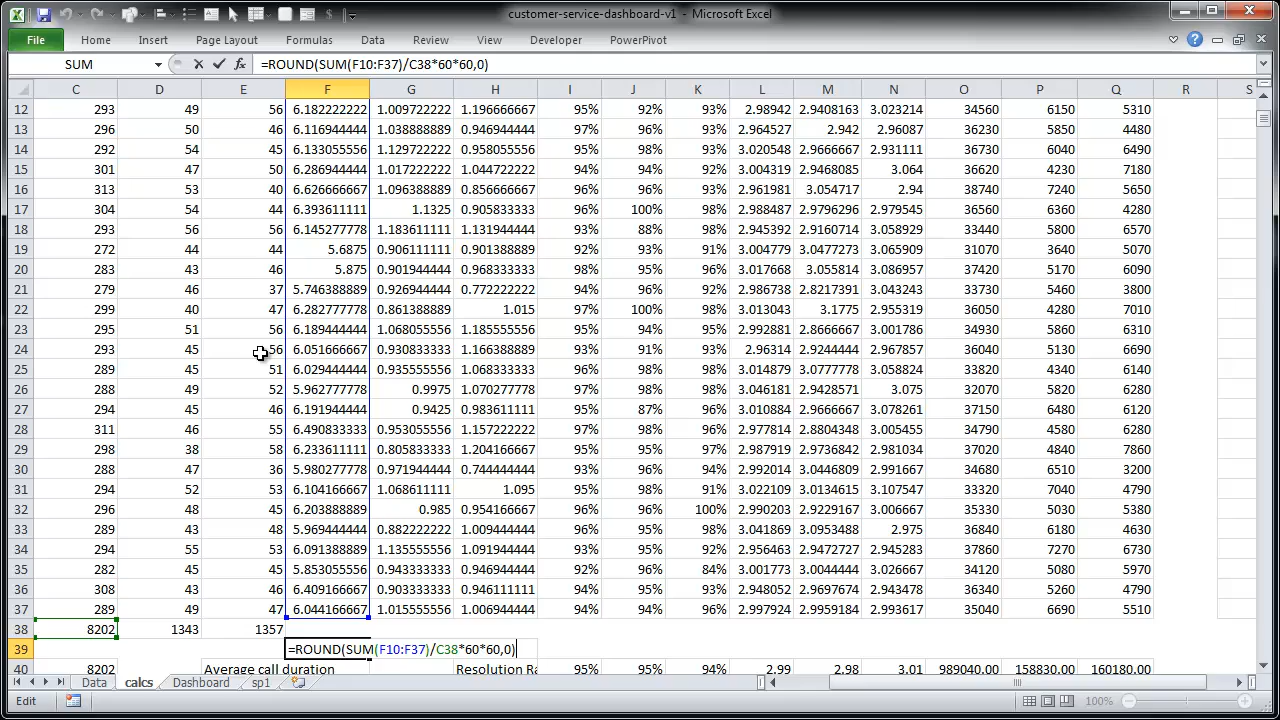 customer-service-dashboard-v1 - Microsoft Excel
File Home Insert Page Layout Formulas Data Review View Developer PowerPivot
SUM fx =ROUND(SUM(F10:F37)/C38*60*60,0)
C D E F G H I J K L M N O P Q R S
12 293 49 56 6.182222222 1.009722222 1.196666667 95% 92% 93% 2.98942 2.9408163 3.023214 34560 6150 5310
13 296 50 46 6.116944444 1.038888889 0.946944444 97% 96% 93% 2.964527 2.942 2.96087 36230 5850 4480
14 292 54 45 6.133055556 1.129722222 0.958055556 95% 98% 93% 3.020548 2.9666667 2.931111 36730 6040 6490
15 301 47 50 6.286944444 1.017222222 1.044722222 94% 94% 92% 3.004319 2.9468085 3.064 36620 4230 7180
16 313 53 40 6.626666667 1.096388889 0.856666667 96% 96% 93% 2.961981 3.054717 2.94 38740 7240 5650
17 304 54 44 6.393611111 1.1325 0.905833333 96% 100% 98% 2.988487 2.9796296 2.979545 36560 6360 4280
18 293 56 56 6.145277778 1.183611111 1.131944444 93% 88% 98% 2.945392 2.9160714 3.058929 33440 5800 6570
19 272 44 44 5.6875 0.906111111 0.901388889 92% 93% 91% 3.004779 3.0477273 3.065909 31070 3640 5070
20 283 43 46 5.875 0.901944444 0.968333333 98% 95% 96% 3.017668 3.055814 3.086957 37420 5170 6090
21 279 46 37 5.746388889 0.926944444 0.772222222 94% 96% 92% 2.986738 2.8217391 3.043243 33730 5460 3800
22 299 40 47 6.282777778 0.861388889 1.015 97% 100% 98% 3.013043 3.1775 2.955319 36050 4280 7010
23 295 51 56 6.189444444 1.068055556 1.185555556 95% 94% 95% 2.992881 2.8666667 3.001786 34930 5860 6310
24 293 45 56 6.051666667 0.930833333 1.166388889 93% 91% 93% 2.96314 2.9244444 2.967857 36040 5130 6690
25 289 45 51 6.029444444 0.935555556 1.068333333 96% 98% 98% 3.014879 3.0777778 3.058824 33820 4340 6140
26 288 49 52 5.962777778 0.9975 1.070277778 97% 98% 98% 3.046181 2.9428571 3.075 32070 5820 6280
27 294 45 46 6.191944444 0.9425 0.983611111 95% 87% 96% 3.010884 2.9666667 3.078261 37150 6480 6120
28 311 46 55 6.490833333 0.953055556 1.157222222 97% 98% 96% 2.977814 2.8804348 3.005455 34790 4580 6280
29 298 38 58 6.233611111 0.805833333 1.204166667 95% 95% 97% 2.987919 2.9736842 2.981034 37020 4840 7860
30 288 47 36 5.980277778 0.971944444 0.744444444 93% 96% 94% 2.992014 3.0446809 2.991667 34680 6510 3200
31 294 52 53 6.104166667 1.068611111 1.095 95% 98% 91% 3.022109 3.0134615 3.107547 33320 7040 4790
32 296 48 45 6.203888889 0.985 0.954166667 96% 96% 100% 2.990203 2.9229167 3.006667 35330 5030 5380
33 289 43 48 5.969444444 0.882222222 1.009444444 96% 95% 98% 3.041869 3.0953488 2.975 36840 6180 4630
34 294 55 53 6.091388889 1.135555556 1.091944444 93% 95% 92% 2.956463 2.9472727 2.945283 37860 7270 6730
35 282 45 45 5.853055556 0.943333333 0.946944444 92% 96% 84% 3.001773 3.0044444 3.026667 34120 5080 5970
36 308 43 46 6.409166667 0.903333333 0.946111111 94% 95% 93% 2.948052 2.9697674 2.943478 36340 5260 4790
37 289 49 47 6.044166667 1.015555556 1.006944444 94% 94% 96% 2.997924 2.9959184 2.993617 35040 6690 5510
38 8202 1343 1357
39 =ROUND(SUM(F10:F37)/C38*60*60,0)
40 8202 Average call duration Resolution Ra 95% 95% 94% 2.99 2.98 3.01 989040.00 158830.00 160180.00
Data calcs Dashboard sp1
Edit 100%